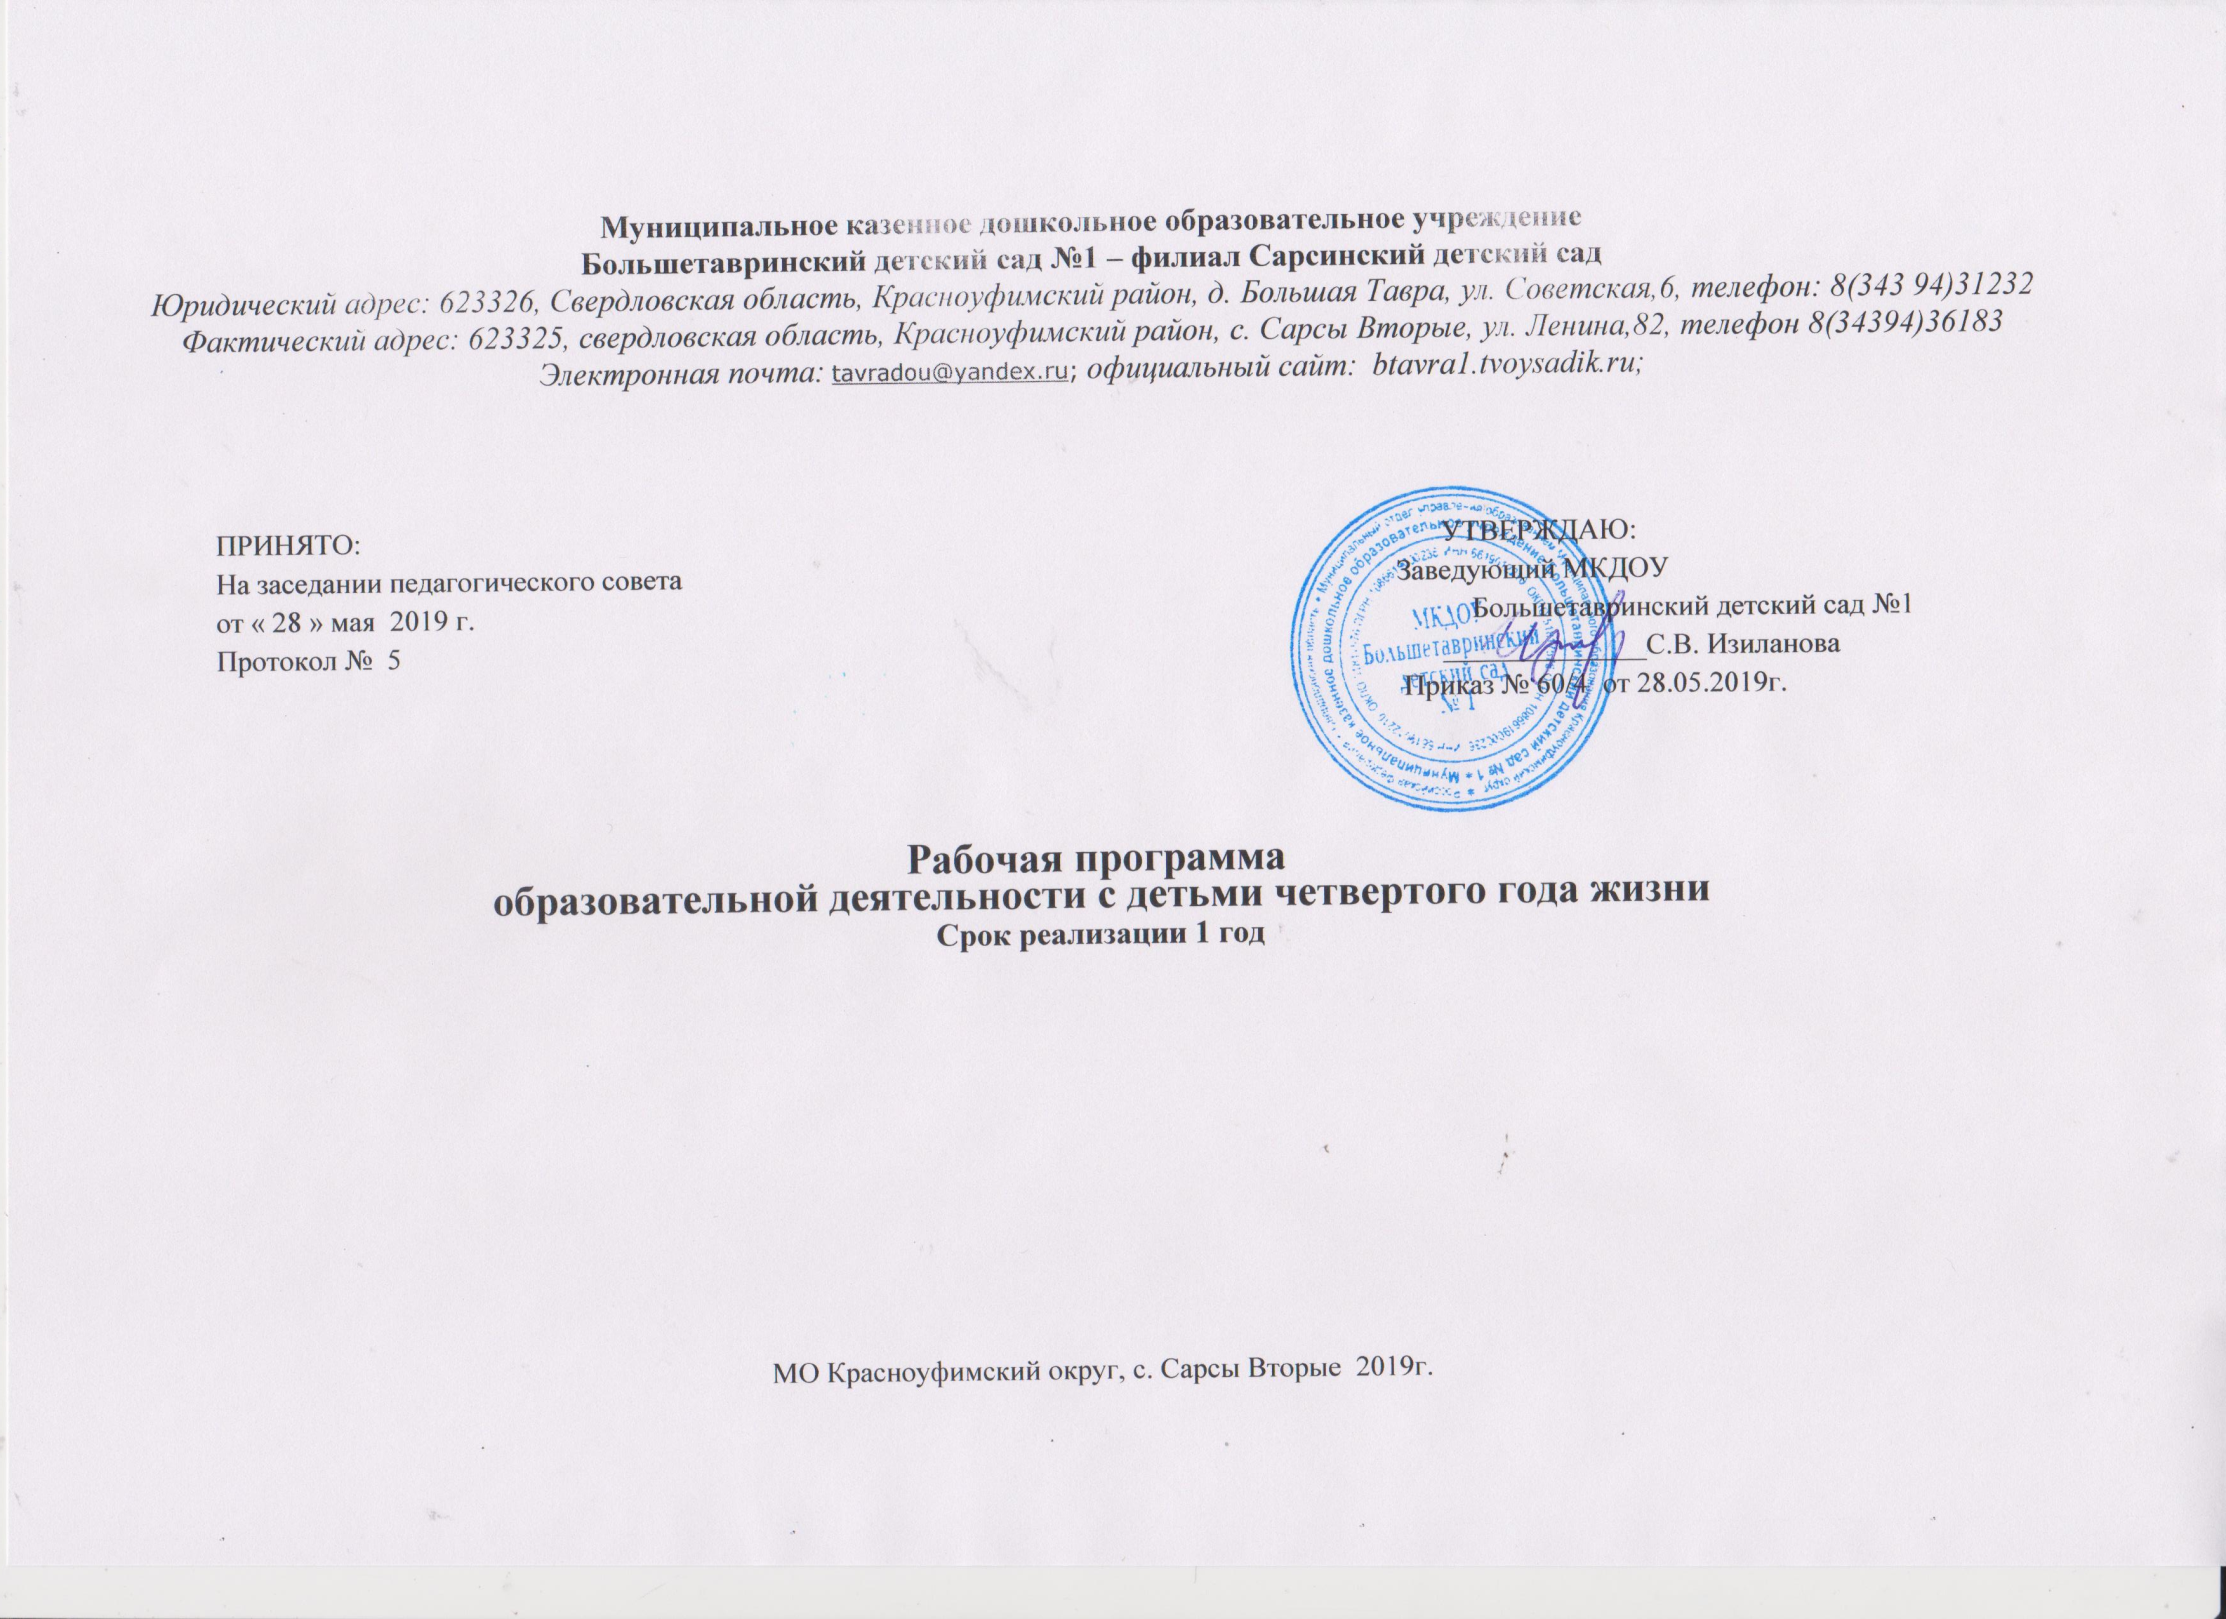 Муниципальное казенное дошкольное образовательное учреждение
Большетавринский детский сад №1 – филиал Сарсинский детский сад
Юридический адрес: 623326, Свердловская область, Красноуфимский район, д. Большая Тавра, ул. Советская,6, телефон: 8(343 94)31232
Фактический адрес: 623325, свердловская область, Красноуфимский район, с. Сарсы Вторые, ул. Ленина,82, телефон 8(34394)36183
Электронная почта: tavradou@yandex.ru; официальный сайт:  btavra1.tvoysadik.ru;
ПРИНЯТО:
На заседании педагогического совета
от « 28 » мая  2019 г.
Протокол №  5
УТВЕРЖДАЮ:
Заведующий МКДОУ
Большетавринский детский сад №1
С.В. Изиланова
Приказ № 60/4  от 28.05.2019г.
МКДОУ
Большетавринский
детский сад
№ 1
Рабочая программа
образовательной деятельности с детьми четвертого года жизни
Срок реализации 1 год
МО Красноуфимский округ, с. Сарсы Вторые  2019г.